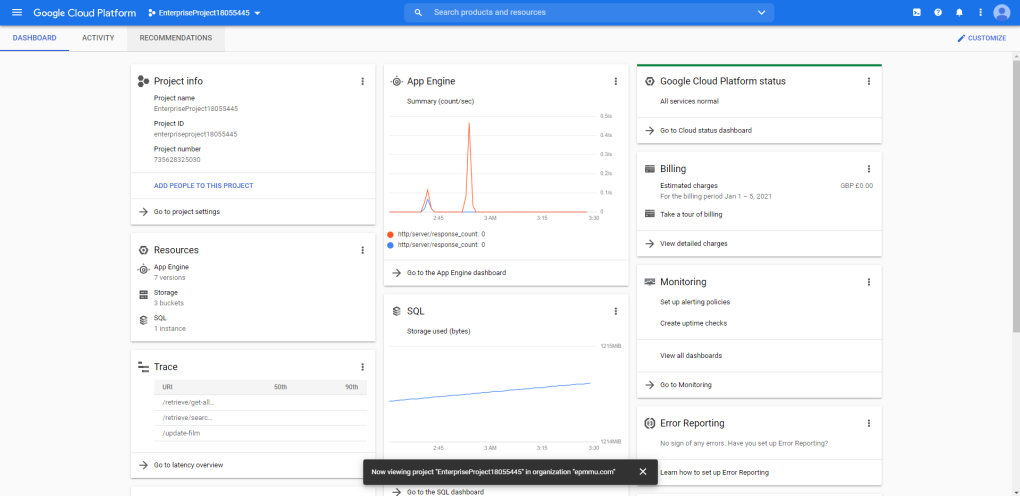 Google Cloud Platform
EnterpriseProject18055445
Search products and resources
DASHBOARD
ACTIVITY
RECOMMENDATIONS
CUSTOMIZE
Project info
Project name
EnterpriseProject18055445
Project ID
enterpriseproject18055445
Project number
735628325030
ADD PEOPLE TO THIS PROJECT
Go to project settings
Resources
App Engine
7 versions
Storage
3 buckets
SQL
1 instance
Trace
URI 50th 90th
/retrieve/get-all...
/retrieve/searc...
/update-film
Go to latency overview
App Engine
Summary (count/sec)
0.5/s
0.4/s
0.3/s
0.2/s
0.1/s
0
2:45 3 AM 3:15 3:30
http/server/response_count: 0
http/server/response_count: 0
Go to the App Engine dashboard
SQL
Storage used (bytes)
1215MiB
1214MiB
2:45 3 AM 3:15 3:30
Go to the SQL dashboard
Google Cloud Platform status
All services normal
Go to Cloud status dashboard
Billing
Estimated charges GBP £0.00
For the billing period Jan 1 – 5, 2021
Take a tour of billing
View detailed charges
Monitoring
Set up alerting policies
Create uptime checks
View all dashboards
Go to Monitoring
Error Reporting
No sign of any errors. Have you set up Error Reporting?
Learn how to set up Error Reporting
Now viewing project "EnterpriseProject18055445" in organization "epmmu.com"